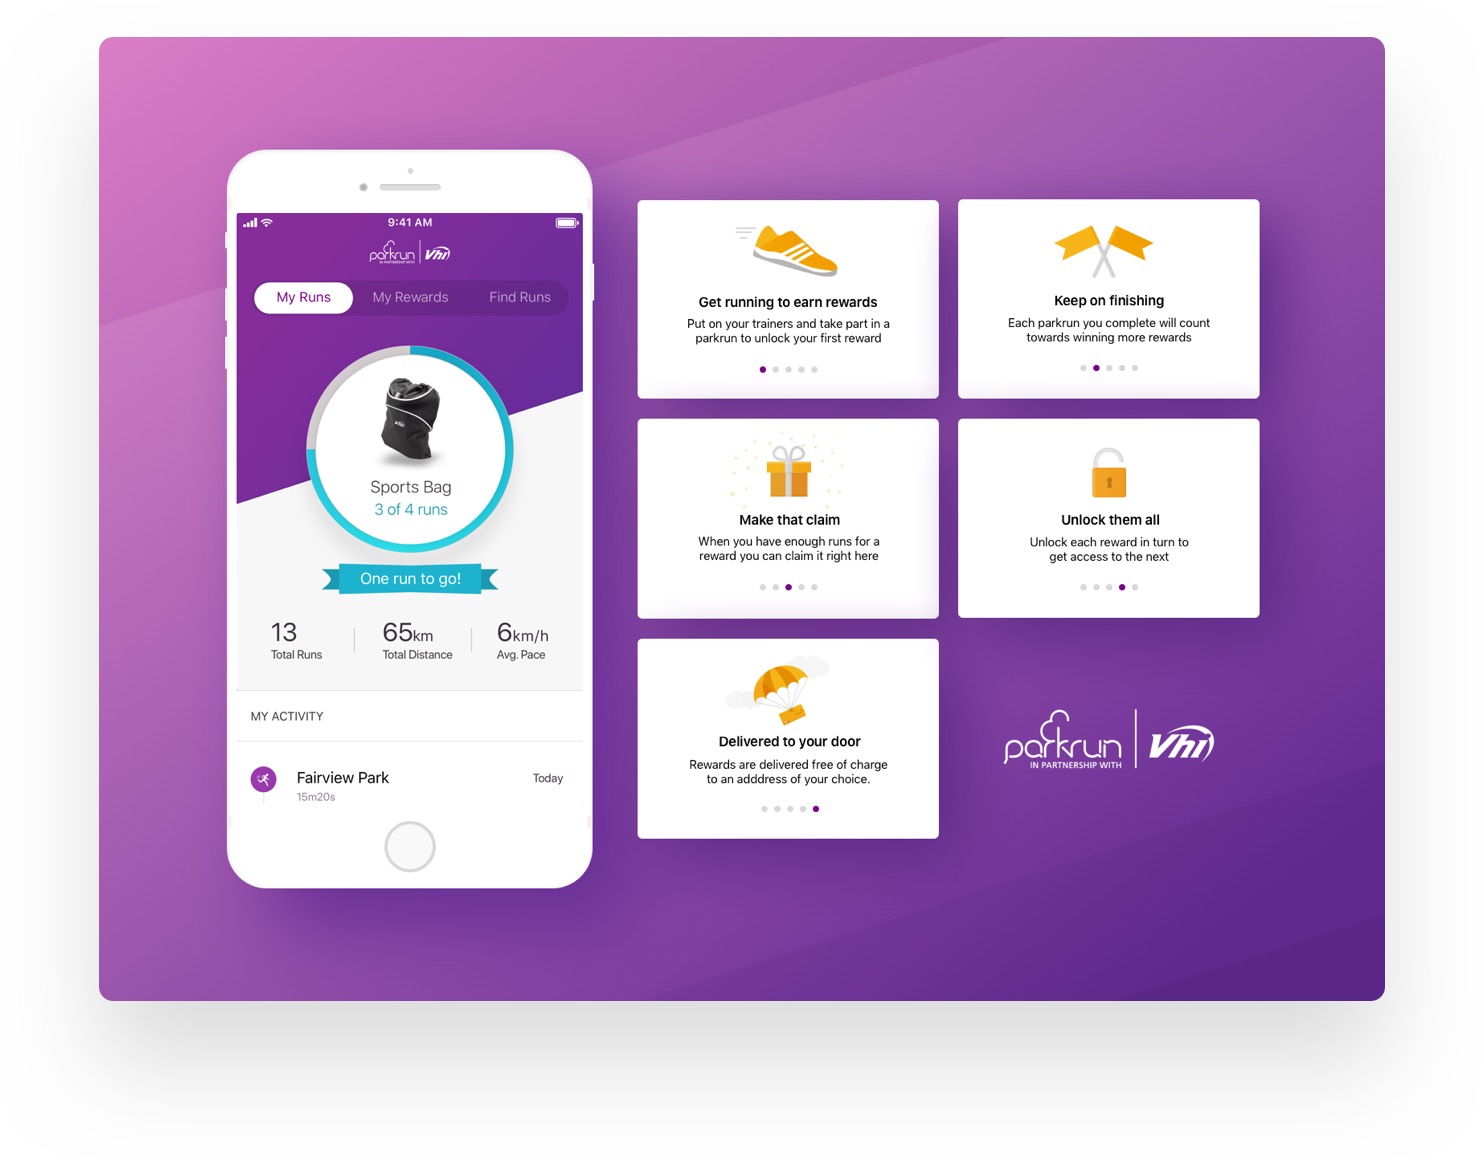 9:41 AM
parkrun
IN PARTNERSHIP WITH
Vhi
My Runs
My Rewards
Find Runs
Vhi
Sports Bag
3 of 4 runs
One run to go!
13
Total Runs
65km
Total Distance
6km/h
Avg. Pace
MY ACTIVITY
Fairview Park
Today
15m20s
Get running to earn rewards
Put on your trainers and take part in a
parkrun to unlock your first reward
Keep on finishing
Each parkrun you complete will count
towards winning more rewards
Make that claim
When you have enough runs for a
reward you can claim it right here
Unlock them all
Unlock each reward in turn to
get access to the next
Delivered to your door
Rewards are delivered free of charge
to an adddress of your choice.
parkrun
IN PARTNERSHIP WITH
Vhi